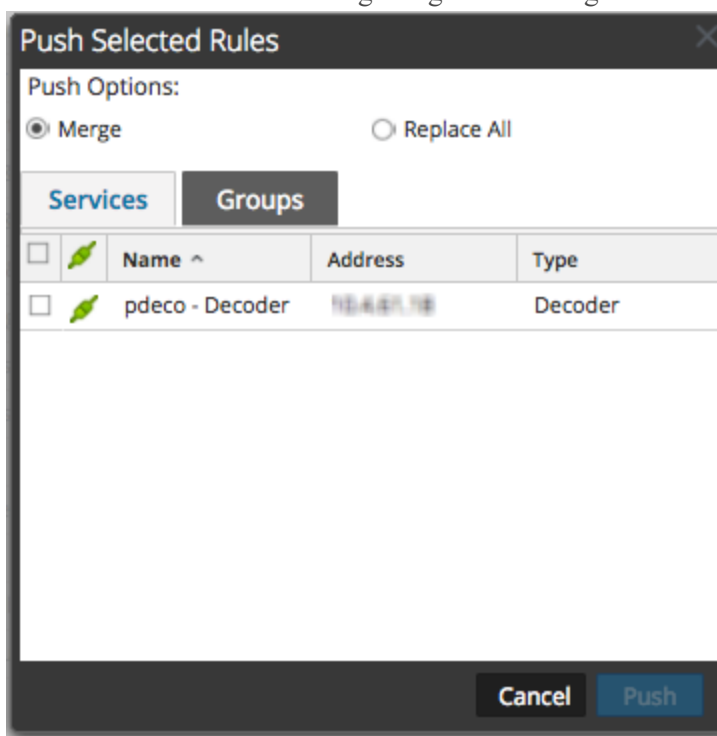 Push Selected Rules
Push Options:
Merge Replace All
Services Groups
Name Address Type
pdeco - Decoder Decoder
Cancel Push